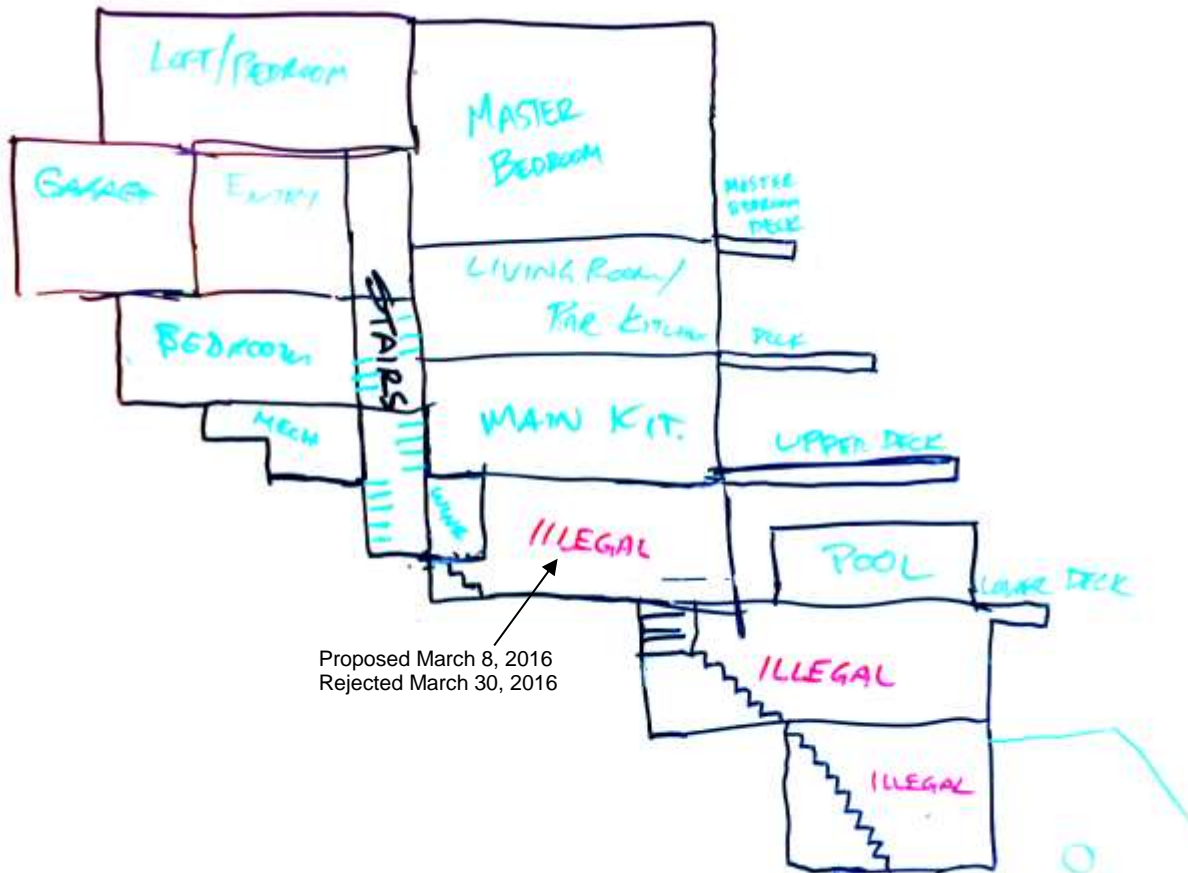 LOFT/BEDROOM
MASTER
BEDROOM
GARAGE
ENTRY
MASTER
BEDROOM
DECK
LIVING ROOM/
BAR KITCHEN
DECK
STAIRS
BEDROOM
MECH
MAIN KIT.
UPPER DECK
WINE
ILLEGAL
POOL
LOWER DECK
Proposed March 8, 2016
Rejected March 30, 2016
ILLEGAL
ILLEGAL